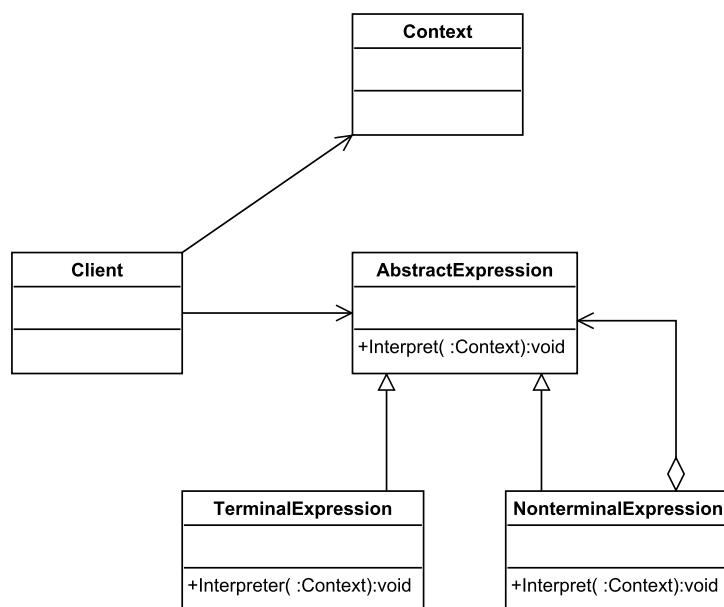 Context
Client
AbstractExpression
+Interpret( :Context):void
TerminalExpression
+Interpreter( :Context):void
NonterminalExpression
+Interpret( :Context):void